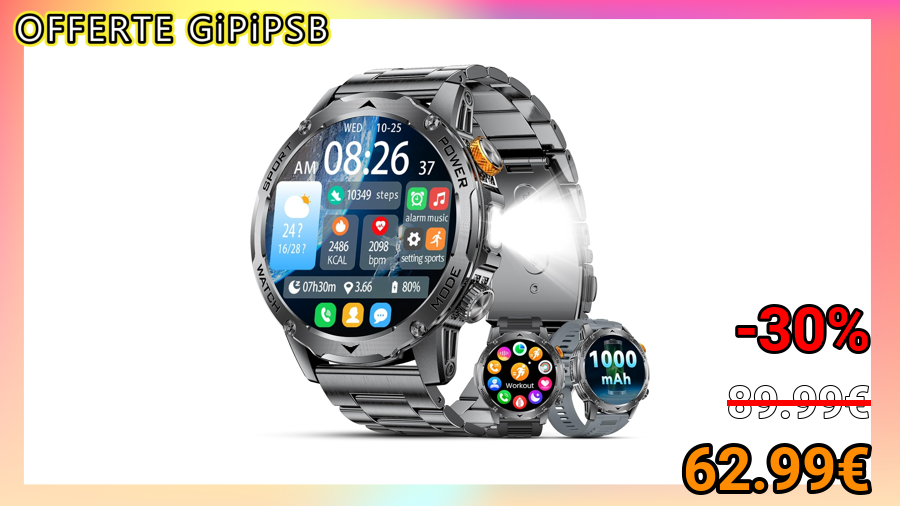 OFFERTE GiPiPSB
SPORT
POWER
WATCH
MODE
WED 10-25
AM 08:26 37
24?
16/28?
10349 steps
alarm music
2486
KCAL
2098
bpm
setting sports
07h30m 3.66 80%
Workout
1000
mAh
-30%
89.99€
62.99€